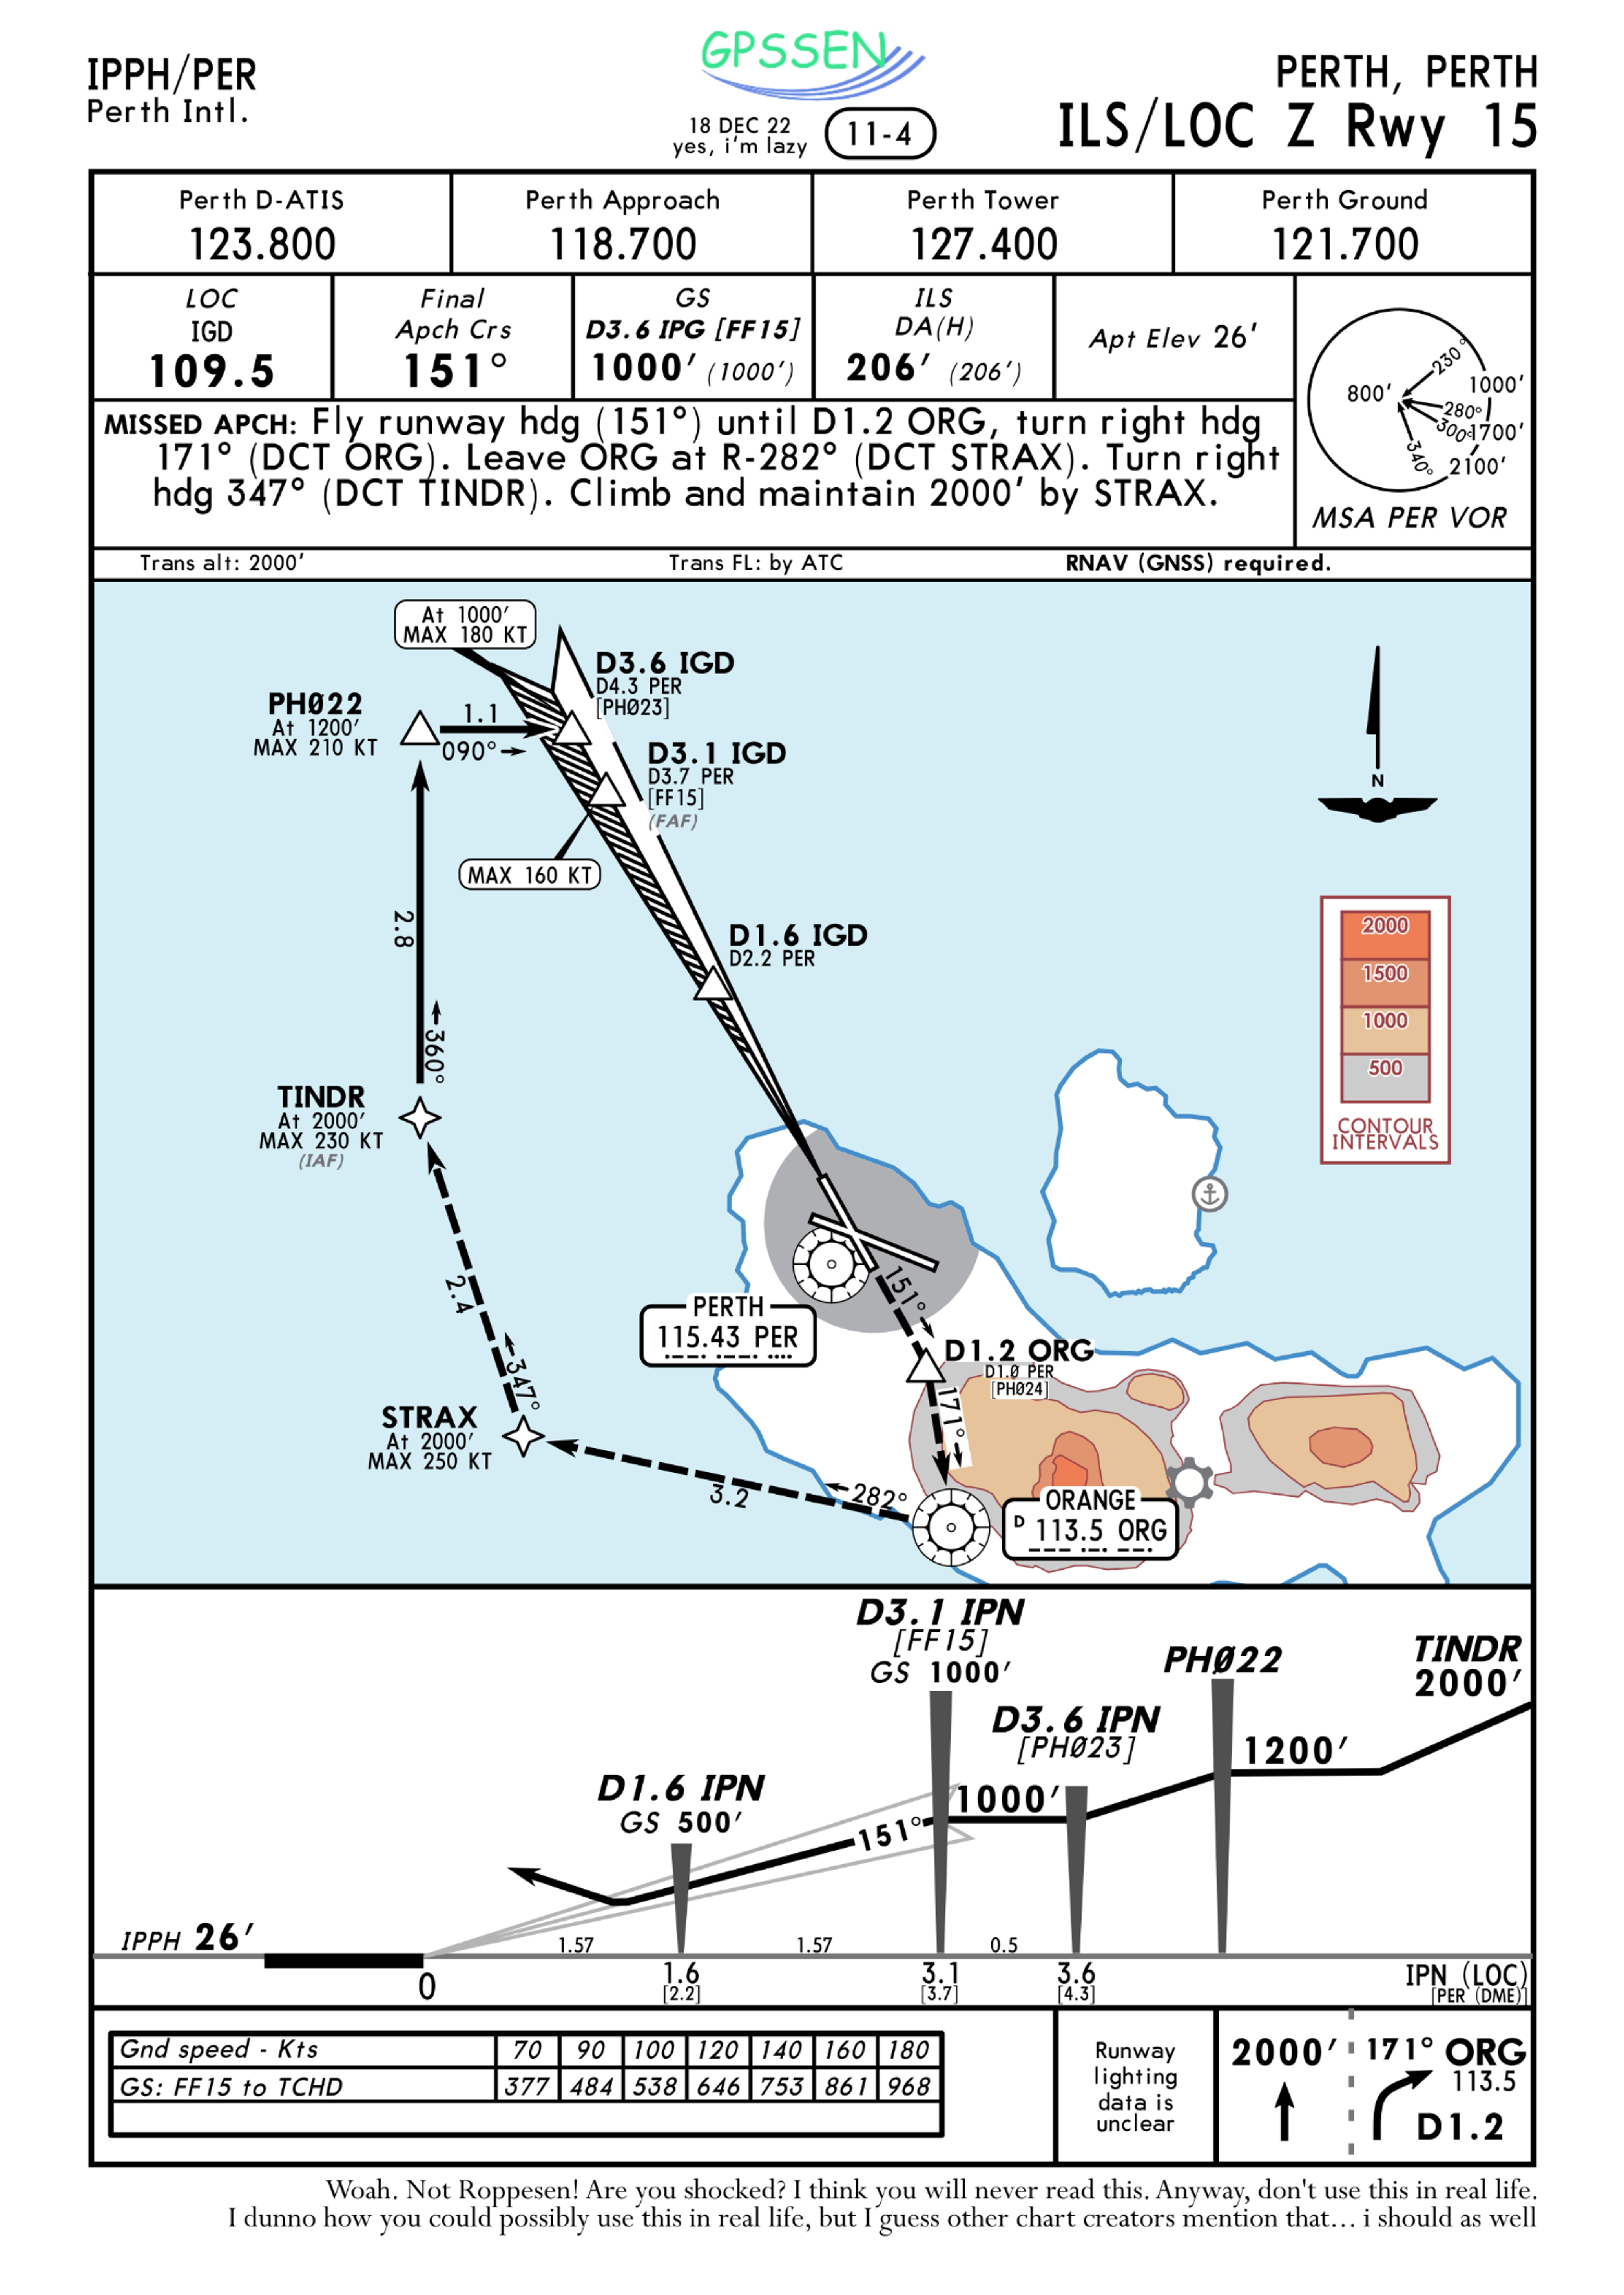 IPPH/PER
Perth Intl.
GPSSEN
18 DEC 22
yes, i'm lazy
11-4
PERTH, PERTH
ILS/LOC Z Rwy 15
Perth D-ATIS
123.800
Perth Approach
118.700
Perth Tower
127.400
Perth Ground
121.700
LOC
IGD
109.5
Final
Apch Crs
151°
GS
D3.6 IPG [FF15]
1000' (1000')
ILS
DA(H)
206' (206')
Apt Elev 26'
800'
230°
1000'
280°
300°
1700'
340°
2100'
MSA PER VOR
MISSED APCH: Fly runway hdg (151°) until D1.2 ORG, turn right hdg
171° (DCT ORG). Leave ORG at R-282° (DCT STRAX). Turn right
hdg 347° (DCT TINDR). Climb and maintain 2000' by STRAX.
Trans alt: 2000'
Trans FL: by ATC
RNAV (GNSS) required.
At 1000'
MAX 180 KT
D3.6 IGD
D4.3 PER
[PHØ23]
PHØ22
At 1200'
MAX 210 KT
1.1
090°
D3.1 IGD
D3.7 PER
[FF15]
(FAF)
N
MAX 160 KT
2.8
D1.6 IGD
D2.2 PER
2000
1500
1000
500
CONTOUR
INTERVALS
360°
TINDR
At 2000'
MAX 230 KT
(IAF)
2.4
151°
PERTH
115.43 PER
D1.2 ORG
D1.Ø PER
[PHØ24]
347°
171°
STRAX
At 2000'
MAX 250 KT
3.2
282°
ORANGE
D 113.5 ORG
D3.1 IPN
[FF15]
GS 1000'
PHØ22
TINDR
2000'
D3.6 IPN
[PHØ23]
1200'
D1.6 IPN
GS 500'
1000'
151°
IPPH 26'
1.57
1.57
0.5
0
1.6
[2.2]
3.1
[3.7]
3.6
[4.3]
IPN (LOC)
[PER (DME)]
Gnd speed - Kts 70 90 100 120 140 160 180
GS: FF15 to TCHD 377 484 538 646 753 861 968
Runway
lighting
data is
unclear
2000'
171° ORG
113.5
D1.2
Woah. Not Roppesen! Are you shocked? I think you will never read this. Anyway, don't use this in real life.
I dunno how you could possibly use this in real life, but I guess other chart creators mention that... i should as well